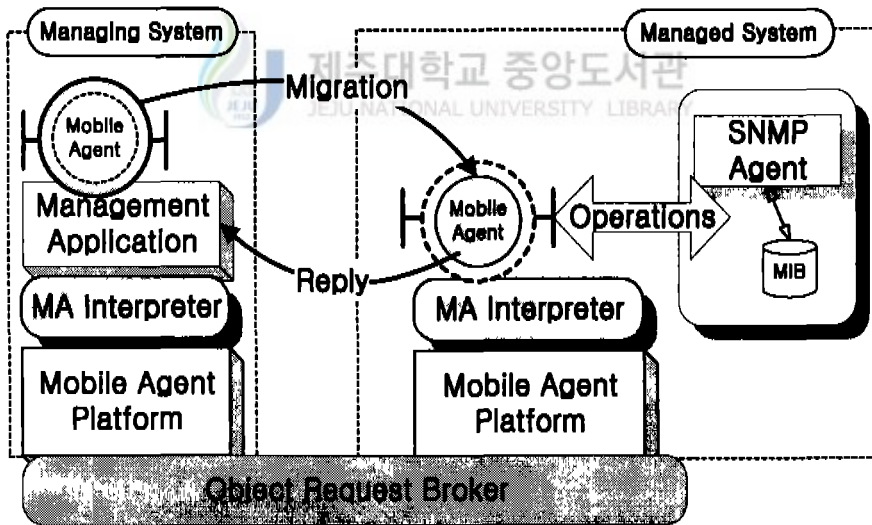 Managing System
Managed System
제주대학교 중앙도서관
JEJU NATIONAL UNIVERSITY LIBRARY
Migration
Mobile
Agent
SNMP
Agent
Management
Application
Mobile
Agent
Operations
MIB
Reply
MA Interpreter
MA Interpreter
Mobile Agent
Platform
Mobile Agent
Platform
Object Request Broker